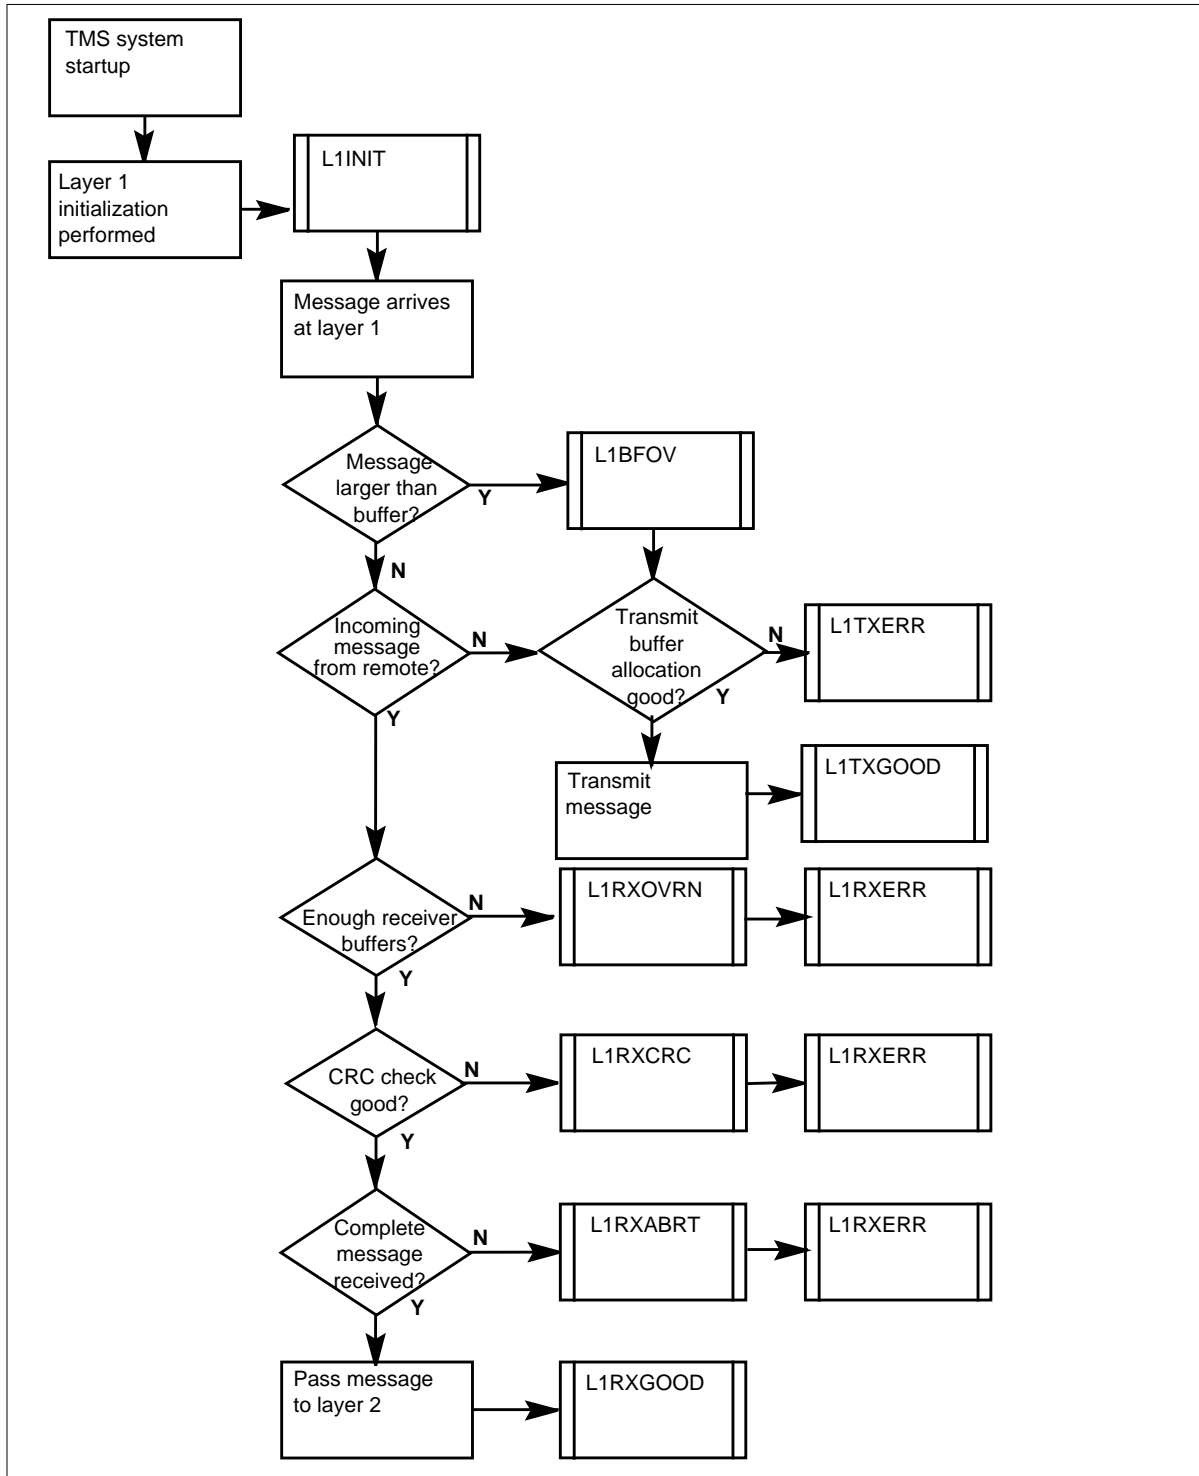 TMS system
startup
Layer 1
initialization
performed
L1INIT
Message arrives
at layer 1
Message
larger than
buffer?
Y
L1BFOV
N
Incoming
message
from remote?
N
Y
Transmit
buffer
allocation
good?
N
Y
L1TXERR
Transmit
message
L1TXGOOD
Enough receiver
buffers?
N
Y
L1RXOVRN
L1RXERR
CRC check
good?
N
Y
L1RXCRC
L1RXERR
Complete
message
received?
N
Y
L1RXABRT
L1RXERR
Pass message
to layer 2
L1RXGOOD